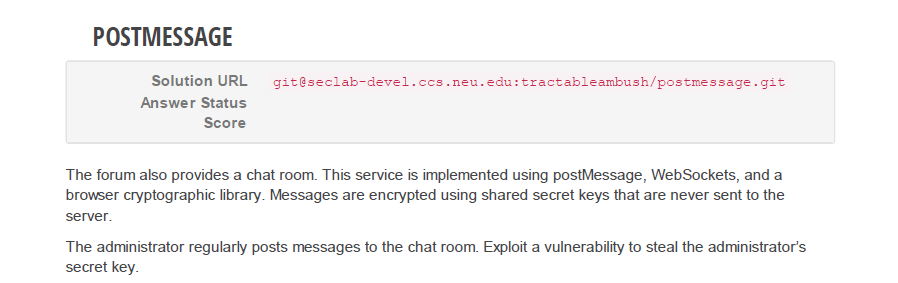 POSTMESSAGE
Solution URL git@seclab-devel.ccs.neu.edu:tractableambush/postmessage.git
Answer Status
Score
The forum also provides a chat room. This service is implemented using postMessage, WebSockets, and a
browser cryptographic library. Messages are encrypted using shared secret keys that are never sent to the
server.
The administrator regularly posts messages to the chat room. Exploit a vulnerability to steal the administrator’s
secret key.